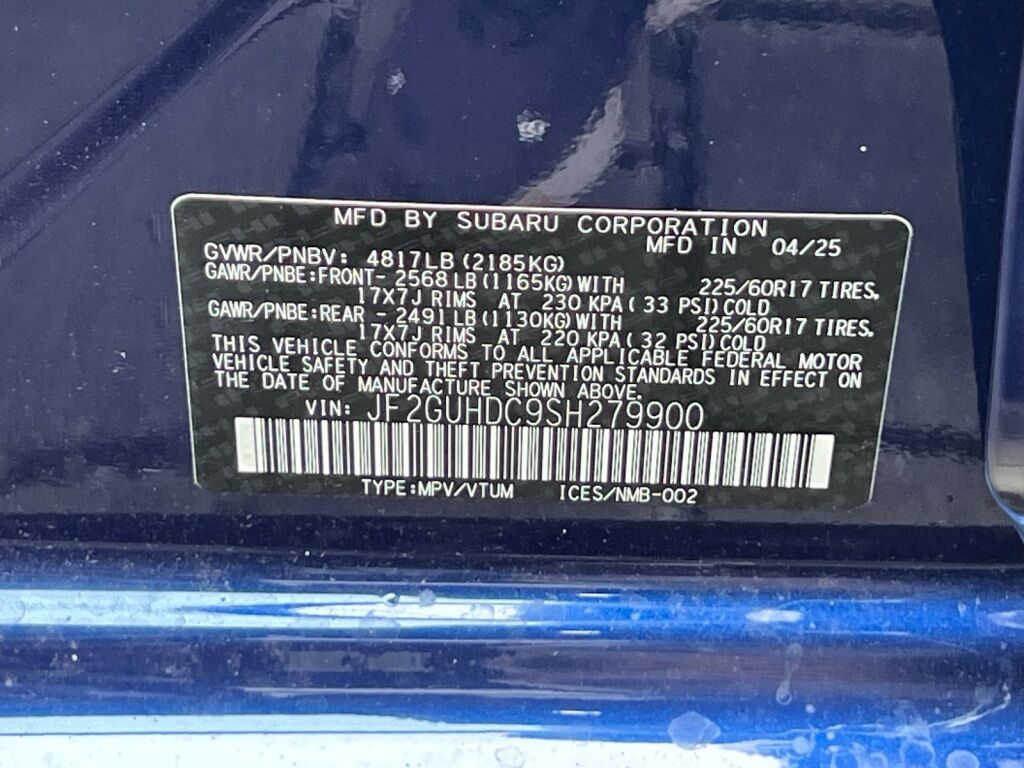 MFD BY SUBARU CORPORATION
MFD IN 04/25
GVWR/PNBV: 4817LB (2185KG)
GAWR/PNBE:FRONT- 2568 LB (1165KG) WITH 225/60R17 TIRES,
17X7J RIMS AT 230 KPA ( 33 PSI) COLD
GAWR/PNBE:REAR - 2491 LB (1130KG) WITH 225/60R17 TIRES,
17X7J RIMS AT 220 KPA ( 32 PSI) COLD
THIS VEHICLE CONFORMS TO ALL APPLICABLE FEDERAL MOTOR
VEHICLE SAFETY AND THEFT PREVENTION STANDARDS IN EFFECT ON
THE DATE OF MANUFACTURE SHOWN ABOVE.
VIN: JF2GUHDC9SH279900
TYPE:MPV/VTUM ICES/NMB-002